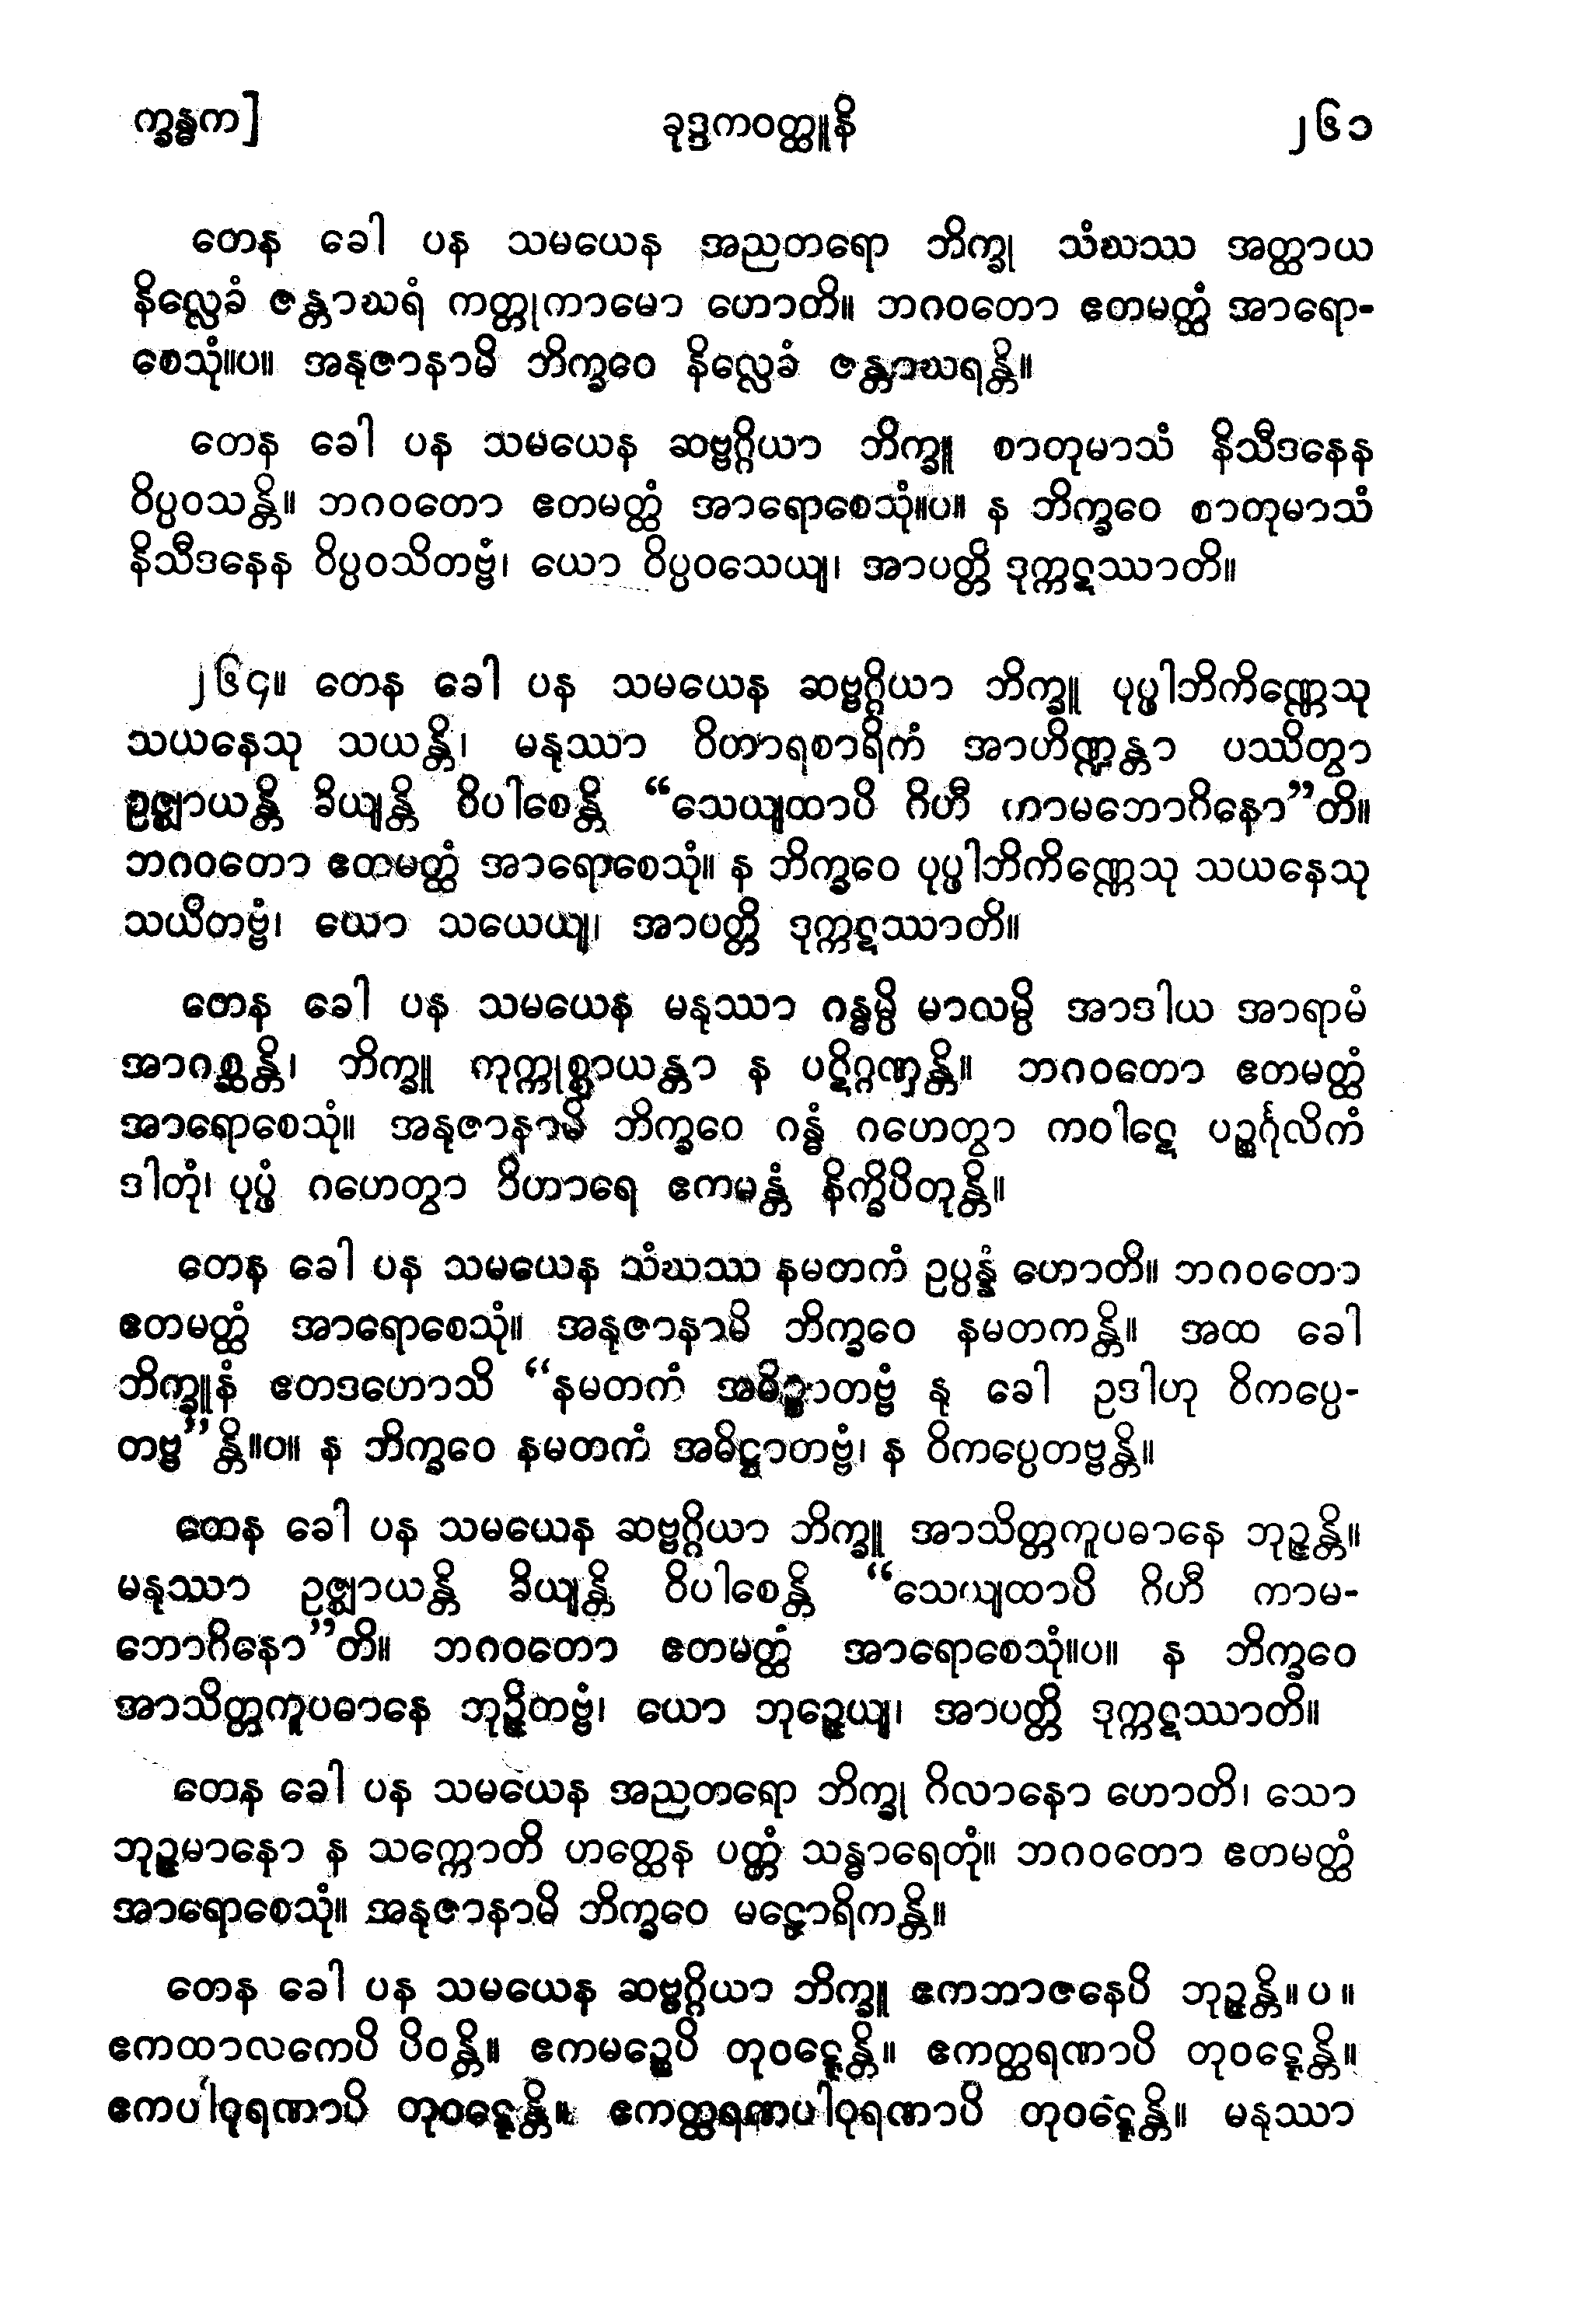 က္ခန္ဓက]
ခုဒ္ဒကဝတ္ထူနိ
၂၆၁
တေန ခေါ ပန သမယေန အညတရော ဘိက္ခု သံဃဿ အတ္ထာယ
နိလ္လေခံ ဇန္တာဃရံ ကတ္တုကာမော ဟောတိ။ ဘဂဝတော ဧတမတ္ထံ အာရော-
စေသုံ။ပ။ အနုဇာနာမိ ဘိက္ခဝေ နိလ္လေခံ ဇန္တာဃရန္တိ။
တေန ခေါ ပန သမယေန ဆဗ္ဗဂ္ဂိယာ ဘိက္ခူ စာတုမာသံ နိသီဒနေန
ဝိပ္ပဝသန္တိ။ ဘဂဝတော ဧတမတ္ထံ အာရောစေသုံ။ပ။ န ဘိက္ခဝေ စာတုမာသံ
နိသီဒနေန ဝိပ္ပဝသိတဗ္ဗံ၊ ယော ဝိပ္ပဝသေယျ၊ အာပတ္တိ ဒုက္ကဋဿာတိ။
၂၆၄။ တေန ခေါ ပန သမယေန ဆဗ္ဗဂ္ဂိယာ ဘိက္ခူ ပုပ္ဖါဘိကိဏ္ဏေသု
သယနေသု သယန္တိ၊ မနုဿာ ဝိဟာရစာရိကံ အာဟိဏ္ဍန္တာ ပဿိတွာ
ဥဇ္ဈာယန္တိ ခိယျန္တိ ဝိပါစေန္တိ “သေယျထာပိ ဂိဟီ ကာမဘောဂိနော”တိ။
ဘဂဝတော ဧတမတ္ထံ အာရောစေသုံ။ န ဘိက္ခဝေ ပုပ္ဖါဘိကိဏ္ဏေသု သယနေသု
သယိတဗ္ဗံ၊ ယော သယေယျ၊ အာပတ္တိ ဒုက္ကဋဿာတိ။
တေန ခေါ ပန သမယေန မနုဿာ ဂန္ဓမ္ပိ မာလမ္ပိ အာဒါယ အာရာမံ
အာဂစ္ဆန္တိ၊ ဘိက္ခူ ကုက္ကုစ္စာယန္တာ န ပဋိဂ္ဂဏှန္တိ။ ဘဂဝတော ဧတမတ္ထံ
အာရောစေသုံ။ အနုဇာနာမိ ဘိက္ခဝေ ဂန္ဓံ ဂဟေတွာ ကဝါဋေ ပဉ္စင်္ဂုလိကံ
ဒါတုံ၊ ပုပ္ဖံ ဂဟေတွာ ဝိဟာရေ ဧကမန္တံ နိက္ခိပိတုန္တိ။
တေန ခေါ ပန သမယေန သံဃဿ နမတကံ ဥပ္ပန္နံ ဟောတိ။ ဘဂဝတော
ဧတမတ္ထံ အာရောစေသုံ။ အနုဇာနာမိ ဘိက္ခဝေ နမတကန္တိ။ အထ ခေါ
ဘိက္ခူနံ ဧတဒဟောသိ “နမတကံ အဓိဋ္ဌာတဗ္ဗံ နု ခေါ ဥဒါဟု ဝိကပ္ပေ-
တဗ္ဗ”န္တိ။ပ။ န ဘိက္ခဝေ နမတကံ အဓိဋ္ဌာတဗ္ဗံ၊ န ဝိကပ္ပေတဗ္ဗန္တိ။
တေန ခေါ ပန သမယေန ဆဗ္ဗဂ္ဂိယာ ဘိက္ခူ အာသိတ္တကူပဓာနေ ဘုဉ္ဇန္တိ။
မနုဿာ ဥဇ္ဈာယန္တိ ခိယျန္တိ ဝိပါစေန္တိ “သေယျထာပိ ဂိဟီ ကာမ-
ဘောဂိနော”တိ။ ဘဂဝတော ဧတမတ္ထံ အာရောစေသုံ။ပ။ န ဘိက္ခဝေ
အာသိတ္တကူပဓာနေ ဘုဉ္ဇိတဗ္ဗံ၊ ယော ဘုဉ္ဇေယျ၊ အာပတ္တိ ဒုက္ကဋဿာတိ။
တေန ခေါ ပန သမယေန အညတရော ဘိက္ခု ဂိလာနော ဟောတိ၊ သော
ဘုဉ္ဇမာနော န သက္ကောတိ ဟတ္ထေန ပတ္တံ သန္ဓာရေတုံ။ ဘဂဝတော ဧတမတ္ထံ
အာရောစေသုံ။ အနုဇာနာမိ ဘိက္ခဝေ မဠောရိကန္တိ။
တေန ခေါ ပန သမယေန ဆဗ္ဗဂ္ဂိယာ ဘိက္ခူ ဧကဘာဇနေပိ ဘုဉ္ဇန္တိ။ပ။
ဧကထာလကေပိ ပိဝန္တိ။ ဧကမဉ္စေပိ တုဝဋ္ဋေန္တိ။ ဧကတ္ထရဏာပိ တုဝဋ္ဋေန္တိ။
ဧကပါဝုရဏာပိ တုဝဋ္ဋေန္တိ။ ဧကတ္ထရဏပါဝုရဏာပိ တုဝဋ္ဋေန္တိ။ မနုဿာ